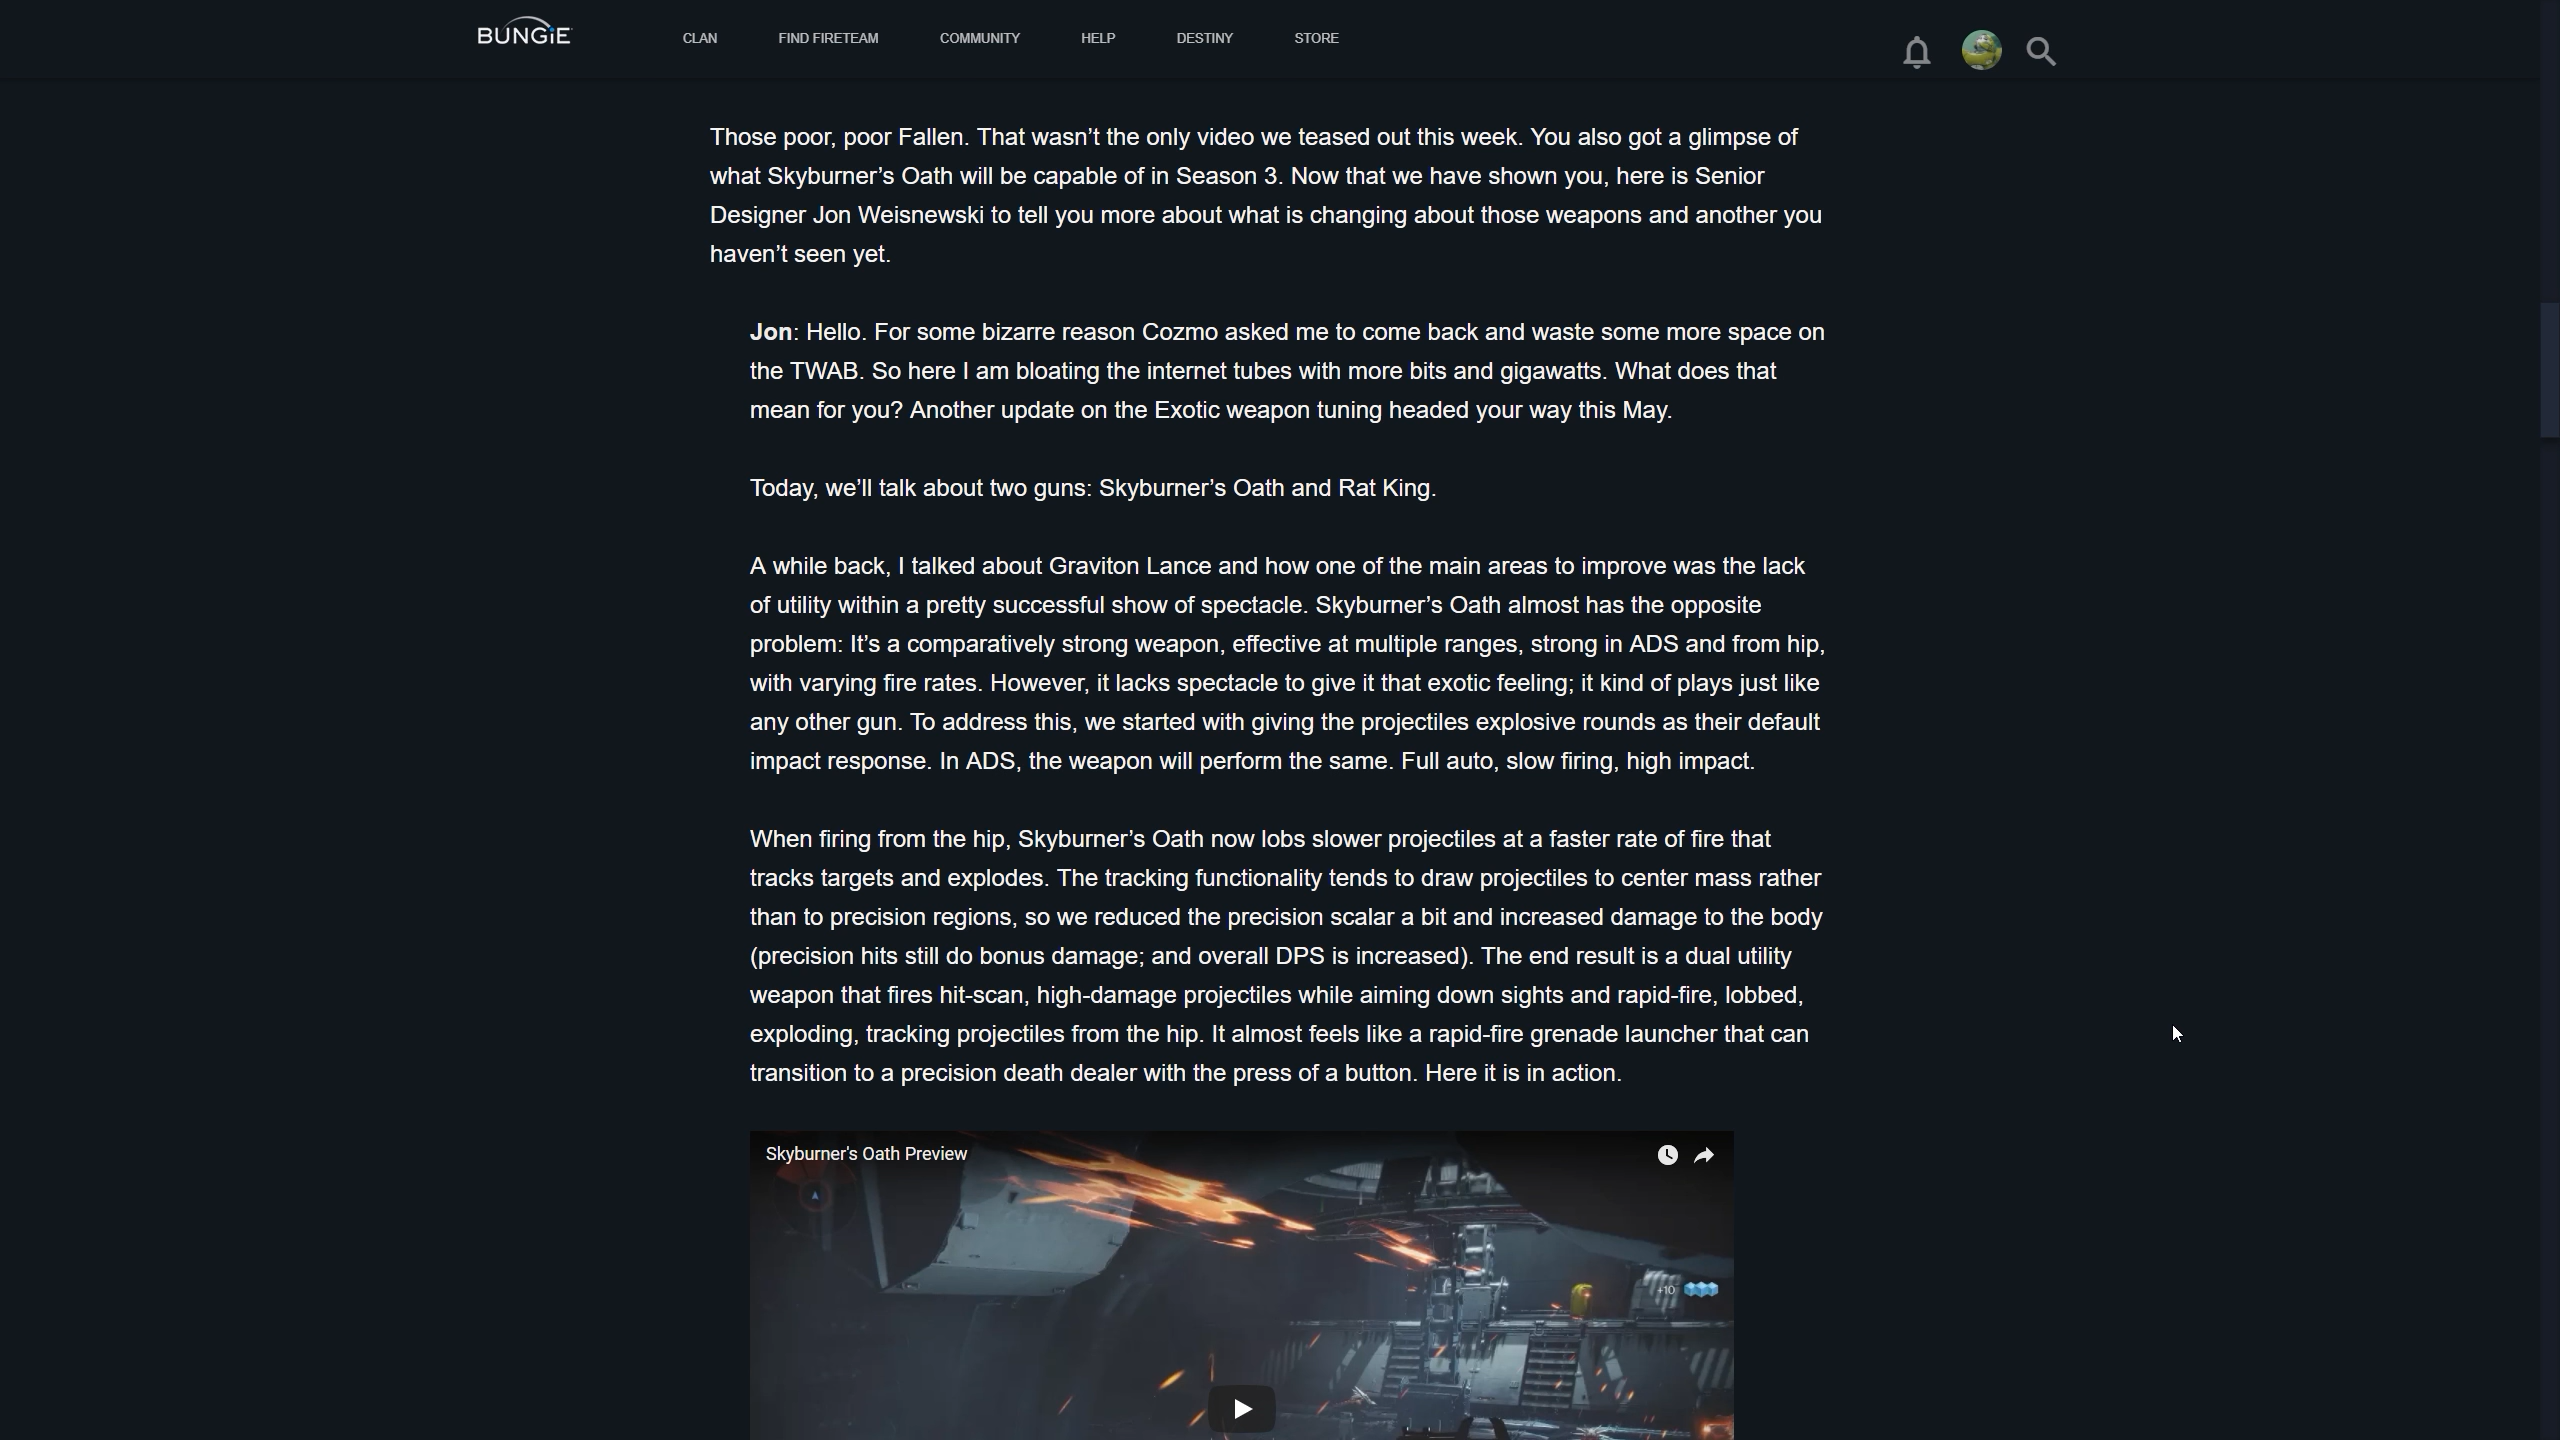 BUNGiE
CLAN
FIND FIRETEAM
COMMUNITY
HELP
DESTINY
STORE
Those poor, poor Fallen. That wasn’t the only video we teased out this week. You also got a glimpse of
what Skyburner’s Oath will be capable of in Season 3. Now that we have shown you, here is Senior
Designer Jon Weisnewski to tell you more about what is changing about those weapons and another you
haven’t seen yet.
Jon: Hello. For some bizarre reason Cozmo asked me to come back and waste some more space on
the TWAB. So here I am bloating the internet tubes with more bits and gigawatts. What does that
mean for you? Another update on the Exotic weapon tuning headed your way this May.
Today, we’ll talk about two guns: Skyburner’s Oath and Rat King.
A while back, I talked about Graviton Lance and how one of the main areas to improve was the lack
of utility within a pretty successful show of spectacle. Skyburner’s Oath almost has the opposite
problem: It’s a comparatively strong weapon, effective at multiple ranges, strong in ADS and from hip,
with varying fire rates. However, it lacks spectacle to give it that exotic feeling; it kind of plays just like
any other gun. To address this, we started with giving the projectiles explosive rounds as their default
impact response. In ADS, the weapon will perform the same. Full auto, slow firing, high impact.
When firing from the hip, Skyburner’s Oath now lobs slower projectiles at a faster rate of fire that
tracks targets and explodes. The tracking functionality tends to draw projectiles to center mass rather
than to precision regions, so we reduced the precision scalar a bit and increased damage to the body
(precision hits still do bonus damage; and overall DPS is increased). The end result is a dual utility
weapon that fires hit-scan, high-damage projectiles while aiming down sights and rapid-fire, lobbed,
exploding, tracking projectiles from the hip. It almost feels like a rapid-fire grenade launcher that can
transition to a precision death dealer with the press of a button. Here it is in action.
Skyburner's Oath Preview
+10